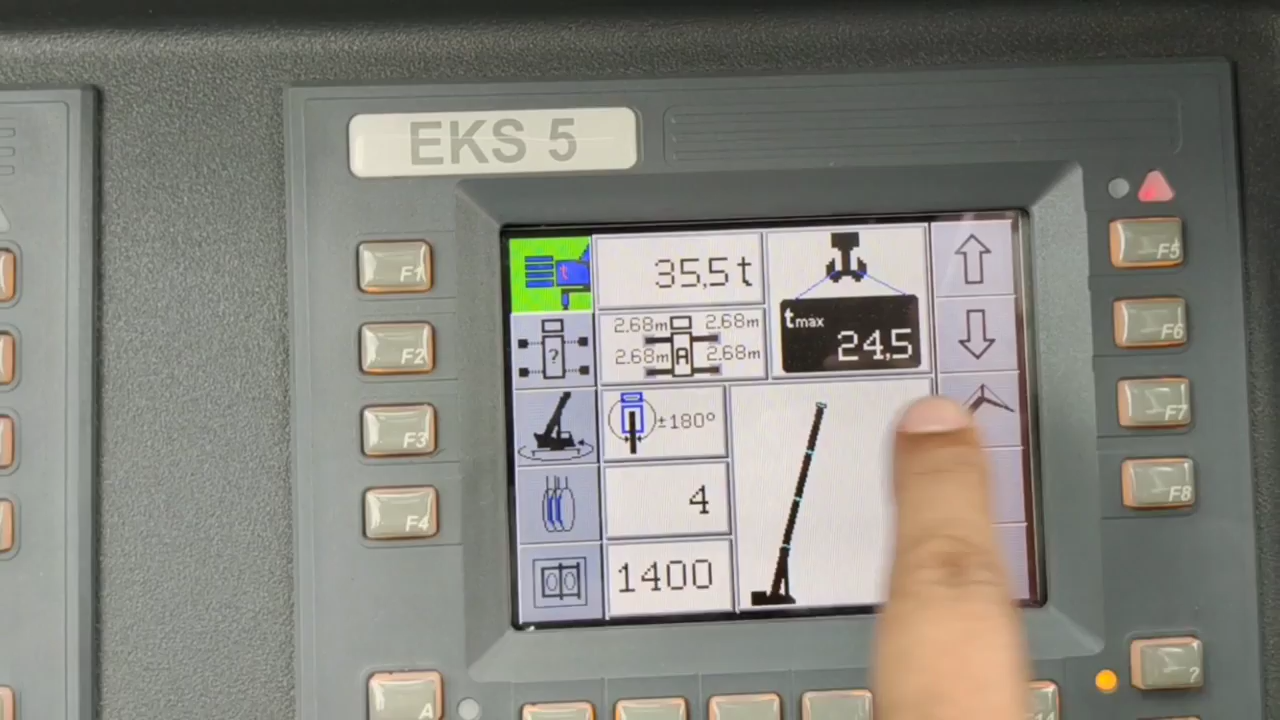 EKS 5
F1
F2
F3
F4
t
35,5 t
2.68m 2.68m
2.68m 2.68m
A
?
±180°
4
00
1400
tmax
24,5
F5
F6
F7
F8
?
A